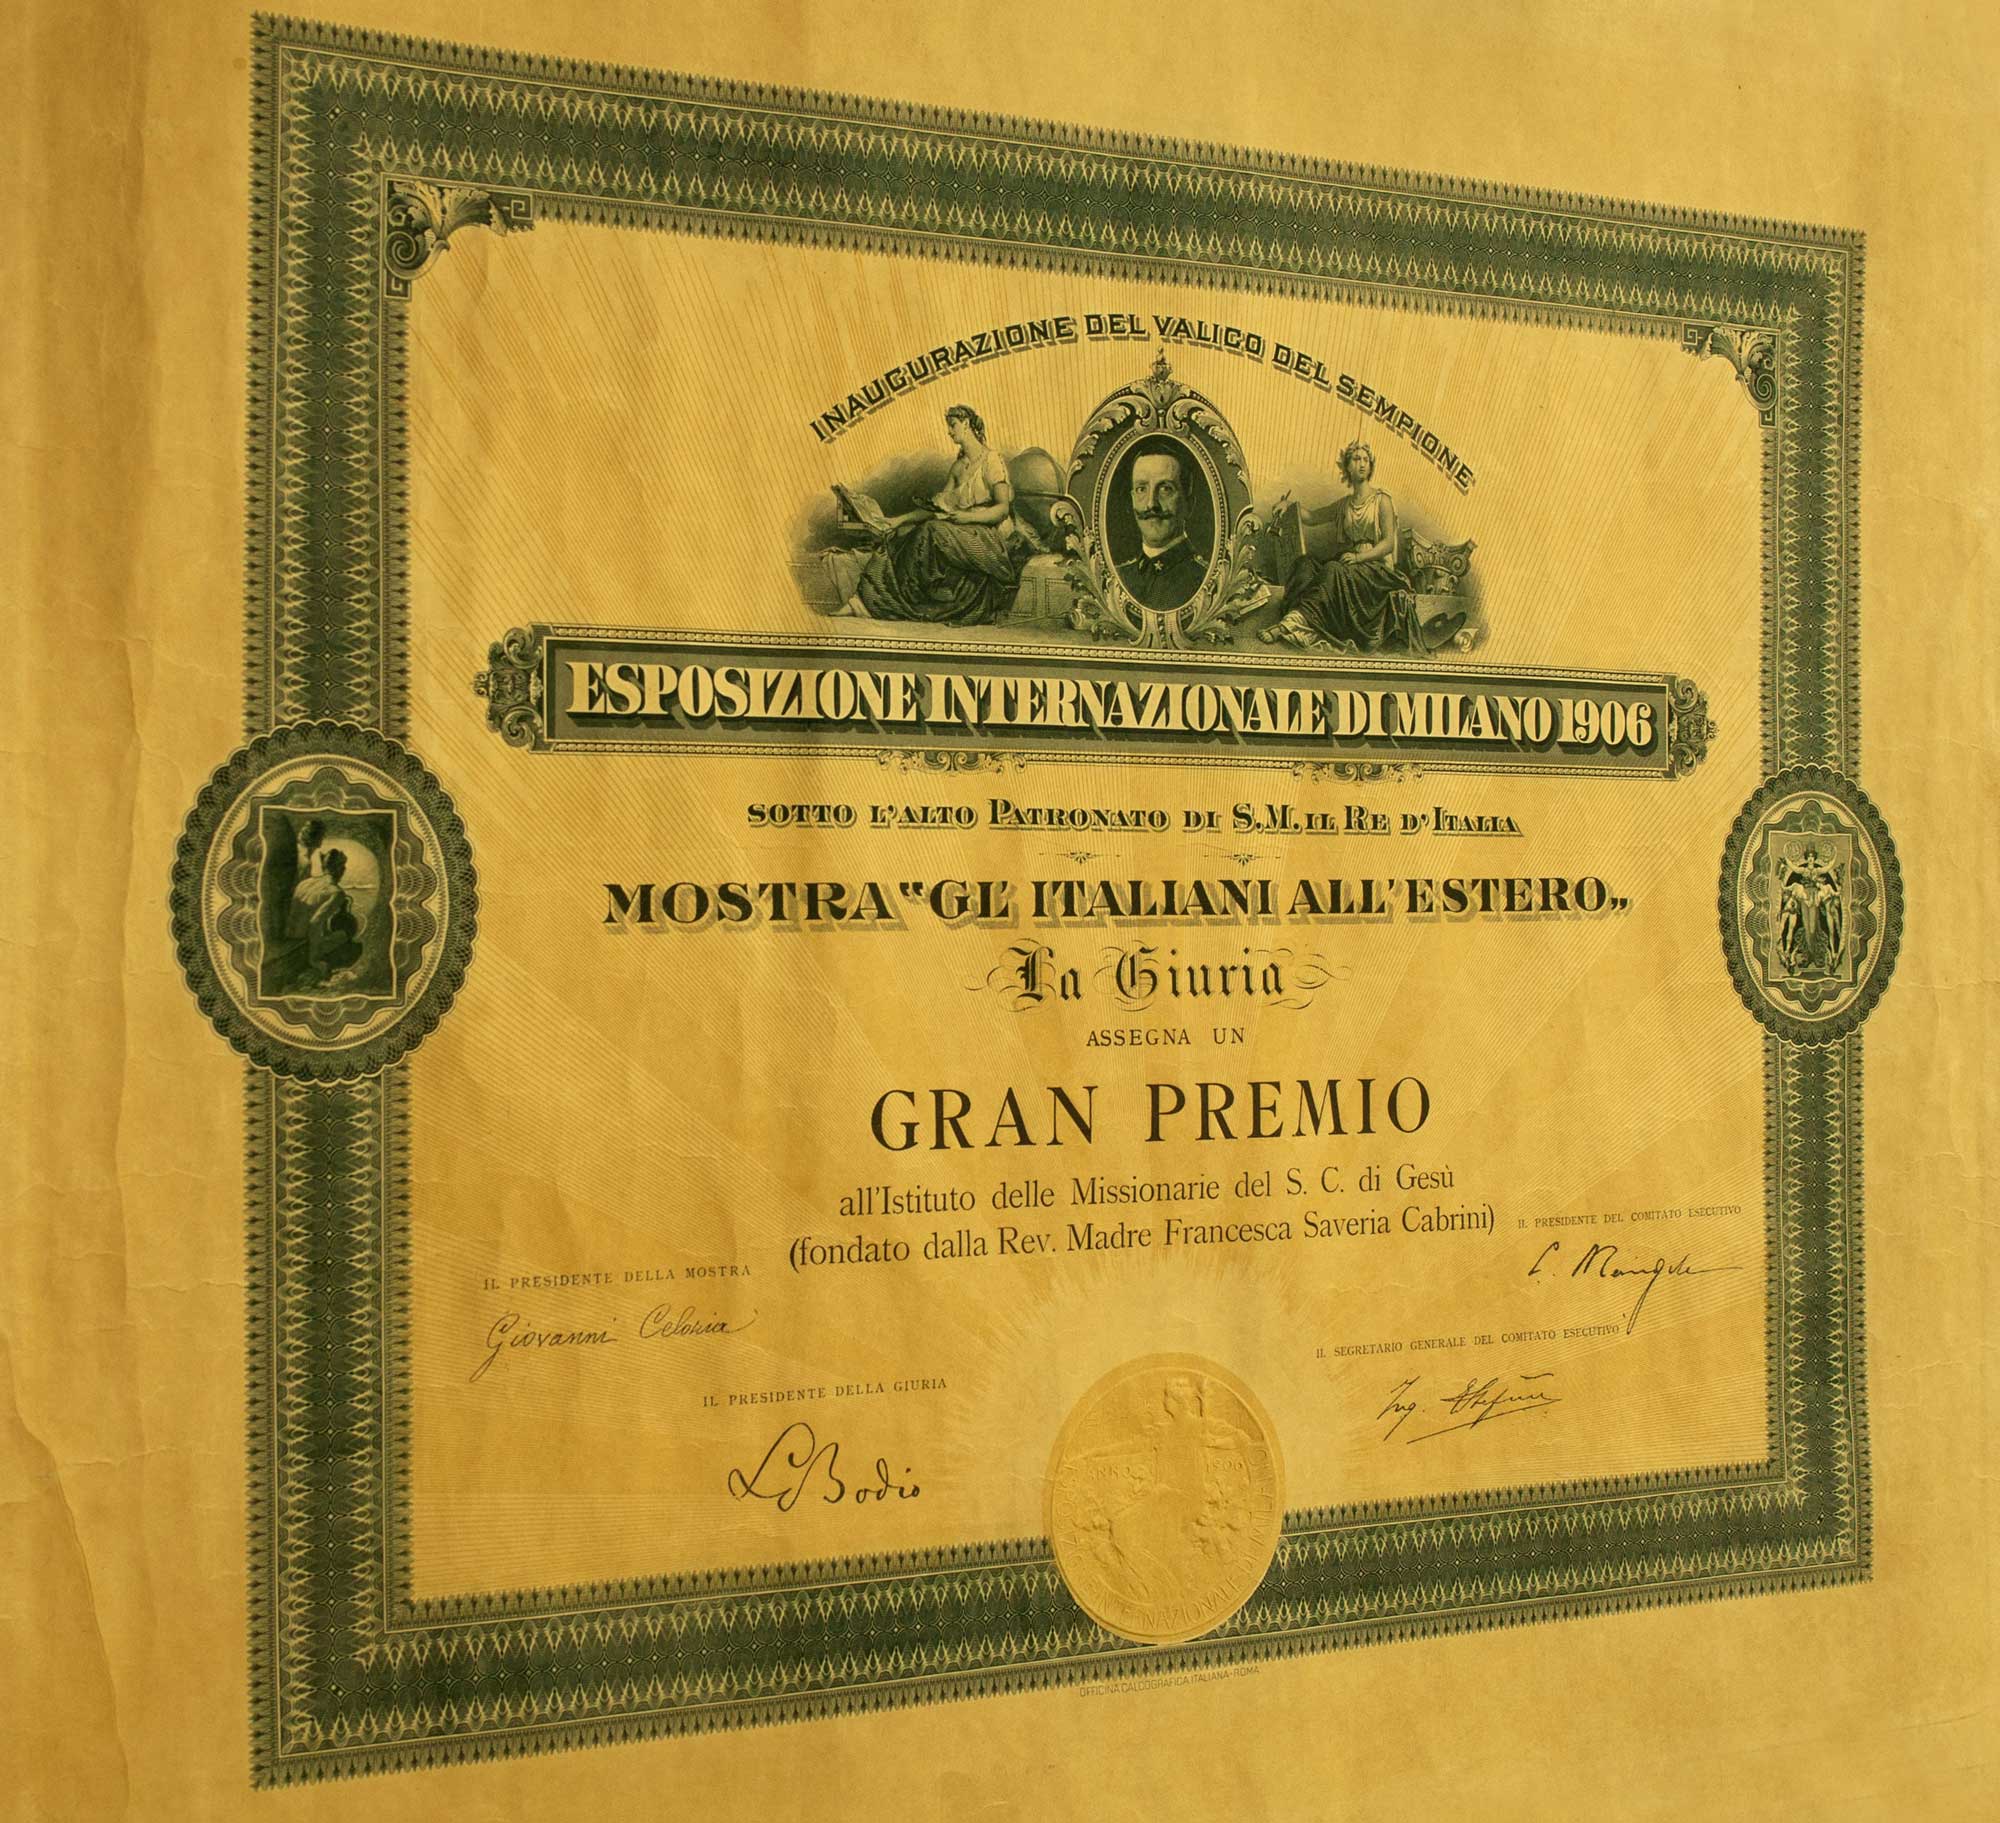 INAUGURAZIONE DEL VALICO DEL SEMPIONE
ESPOSIZIONE INTERNAZIONALE DI MILANO 1906
SOTTO L'ALTO PATRONATO DI S.M. IL RE D'ITALIA
MOSTRA “GL' ITALIANI ALL'ESTERO„
La Giuria
ASSEGNA UN
GRAN PREMIO
all'Istituto delle Missionarie del S. C. di Gesù
(fondato dalla Rev. Madre Francesca Saveria Cabrini)
IL PRESIDENTE DEL COMITATO ESECUTIVO
IL PRESIDENTE DELLA MOSTRA
Giovanni Celoria
IL SEGRETARIO GENERALE DEL COMITATO ESECUTIVO
IL PRESIDENTE DELLA GIURIA
Ing.
L Bodio
1906
OFFICINA CALCOGRAFICA ITALIANA-ROMA